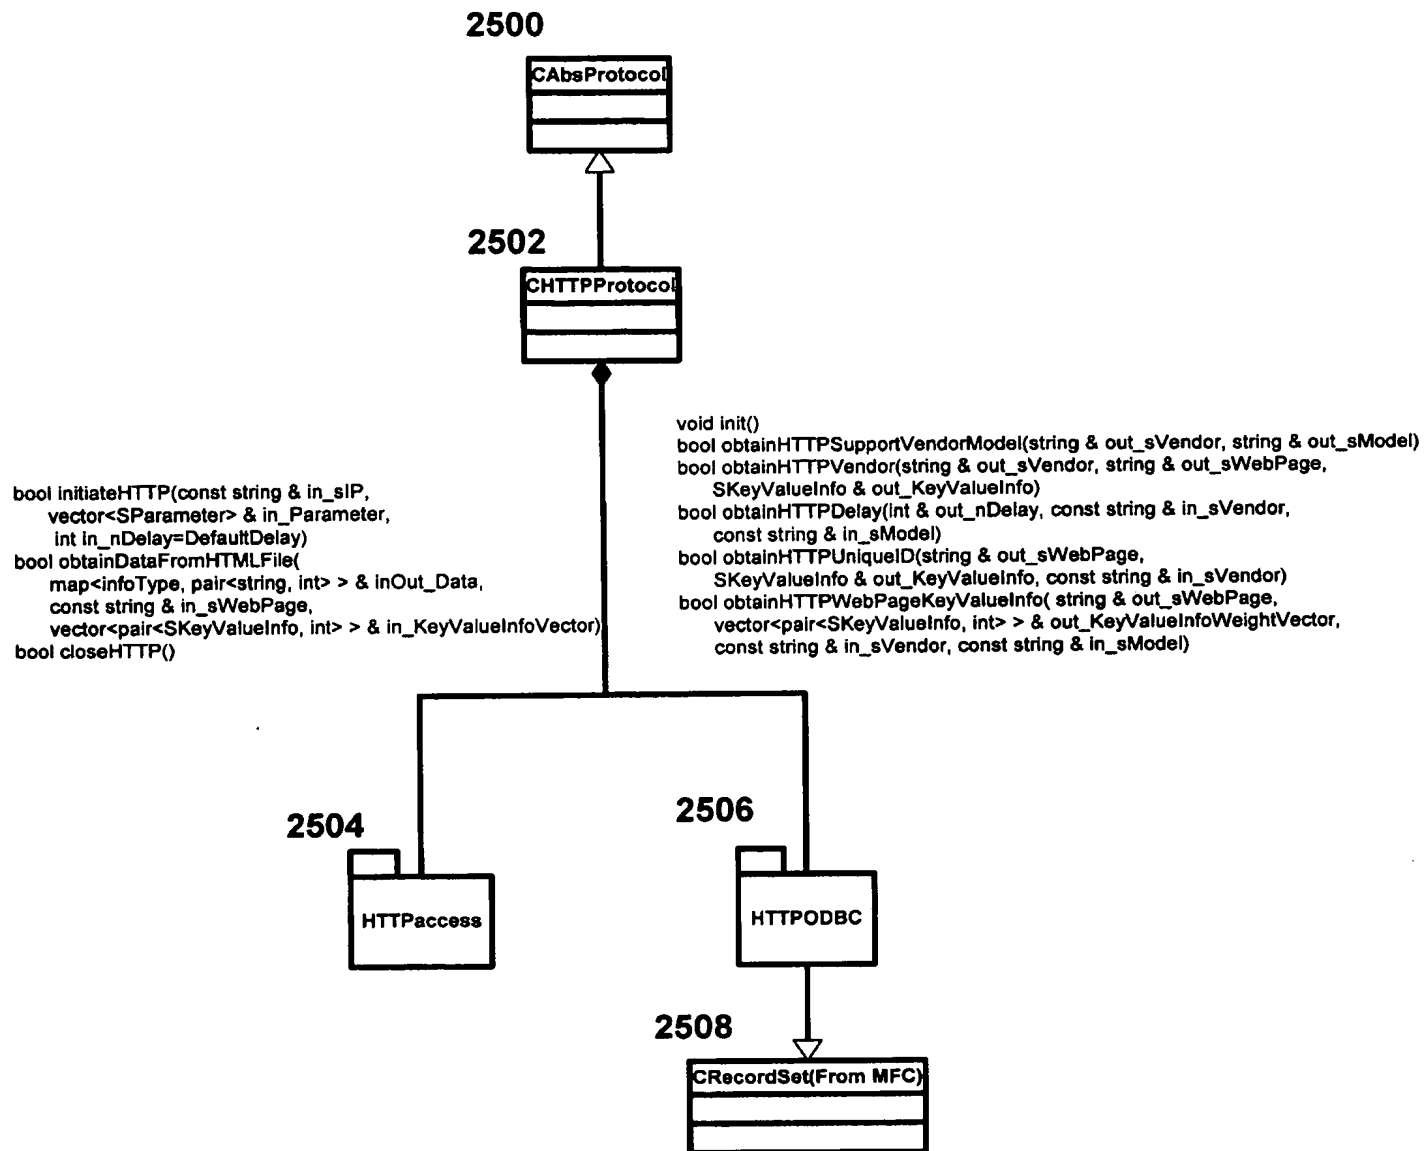 2500
CAbsProtocol
2502
CHTTPProtocol
bool initiateHTTP(const string & in_sIP,
vector<SParameter> & in_Parameter,
int in_nDelay=DefaultDelay)
bool obtainDataFromHTMLFile(
map<infoType, pair<string, int> > & inOut_Data,
const string & in_sWebPage,
vector<pair<SKeyValueInfo, int> > & in_KeyValueInfoVector)
bool closeHTTP()
void init()
bool obtainHTTPSupportVendorModel(string & out_sVendor, string & out_sModel)
bool obtainHTTPVendor(string & out_sVendor, string & out_sWebPage,
SKeyValueInfo & out_KeyValueInfo)
bool obtainHTTPDelay(int & out_nDelay, const string & in_sVendor,
const string & in_sModel)
bool obtainHTTPUniqueID(string & out_sWebPage,
SKeyValueInfo & out_KeyValueInfo, const string & in_sVendor)
bool obtainHTTPWebPageKeyValueInfo( string & out_sWebPage,
vector<pair<SKeyValueInfo, int> > & out_KeyValueInfoWeightVector,
const string & in_sVendor, const string & in_sModel)
2504
HTTPaccess
2506
HTTPODBC
2508
CRecordSet(From MFC)